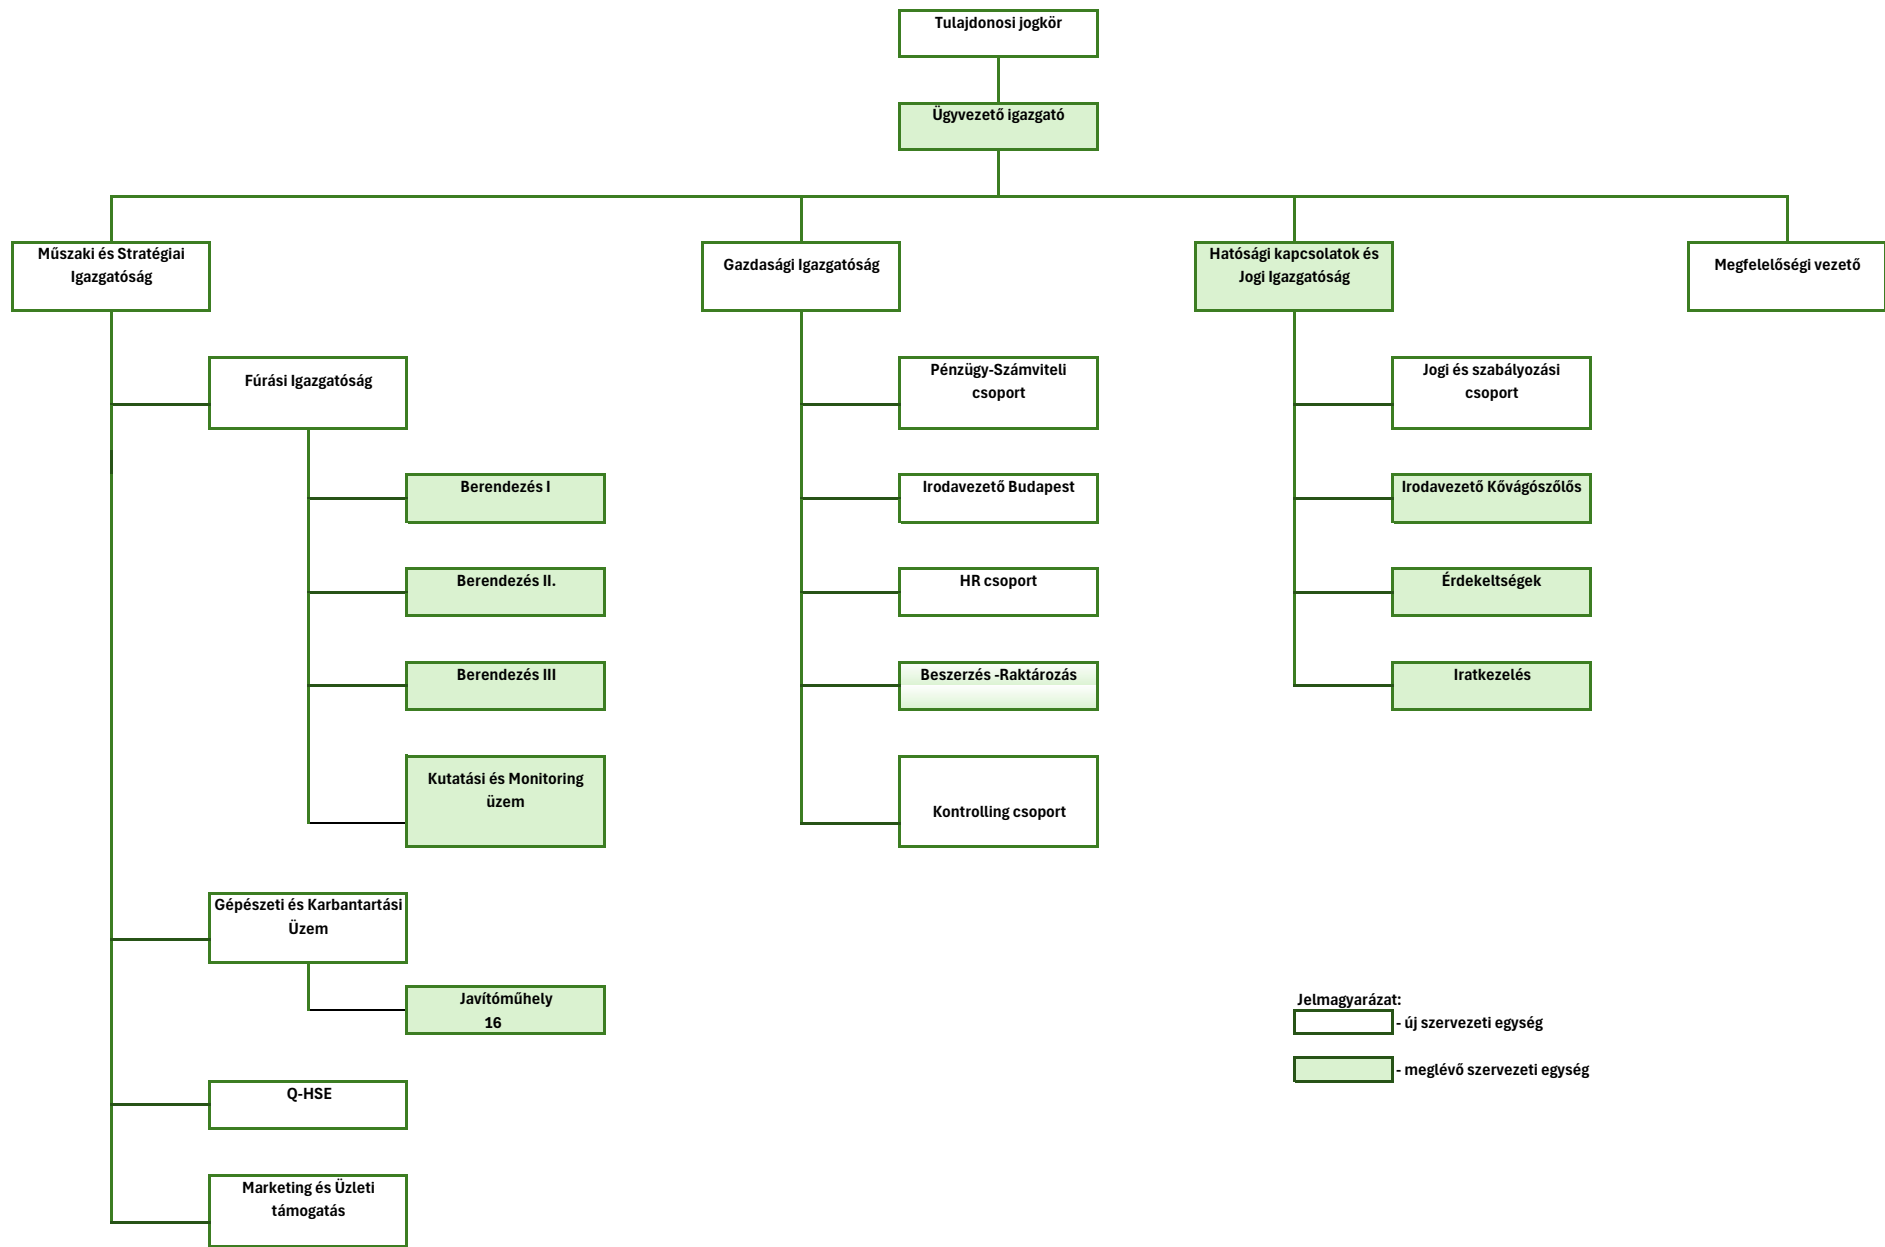 Tulajdonosi jogkör
Ügyvezető igazgató
Műszaki és Stratégiai
Igazgatóság
Gazdasági Igazgatóság
Hatósági kapcsolatok és
Jogi Igazgatóság
Megfelelőségi vezető
Fúrási Igazgatóság
Pénzügy-Számviteli
csoport
Jogi és szabályozási
csoport
Berendezés I
Irodavezető Budapest
Irodavezető Kővágószőlős
Berendezés II.
HR csoport
Érdekeltségek
Berendezés III
Beszerzés -Raktározás
Iratkezelés
Kutatási és Monitoring
üzem
Kontrolling csoport
Gépészeti és Karbantartási
Üzem
Javítóműhely
16
Jelmagyarázat:
- új szervezeti egység
- meglévő szervezeti egység
Q-HSE
Marketing és Üzleti
támogatás